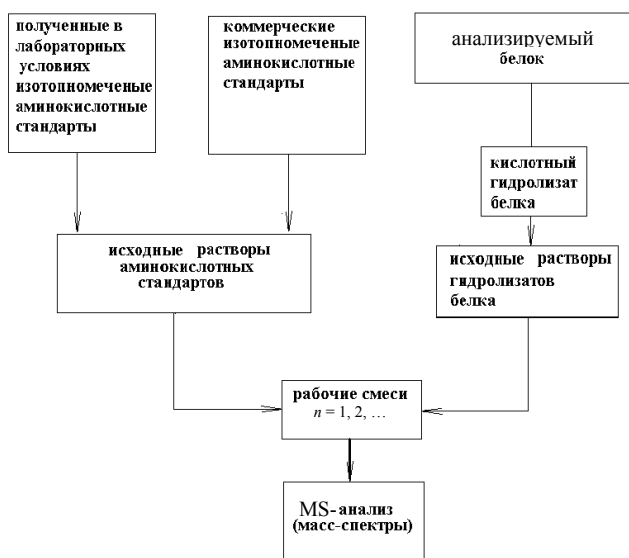 полученные в
лабораторных
условиях
изотопномеченые
аминокислотные
стандарты
коммерческие
изотопномеченые
аминокислотные
стандарты
анализируемый
белок
кислотный
гидролизат
белка
исходные растворы
аминокислотных
стандартов
исходные растворы
гидролизатов
белка
рабочие смеси
n = 1, 2, …
MS-анализ
(масс-спектры)